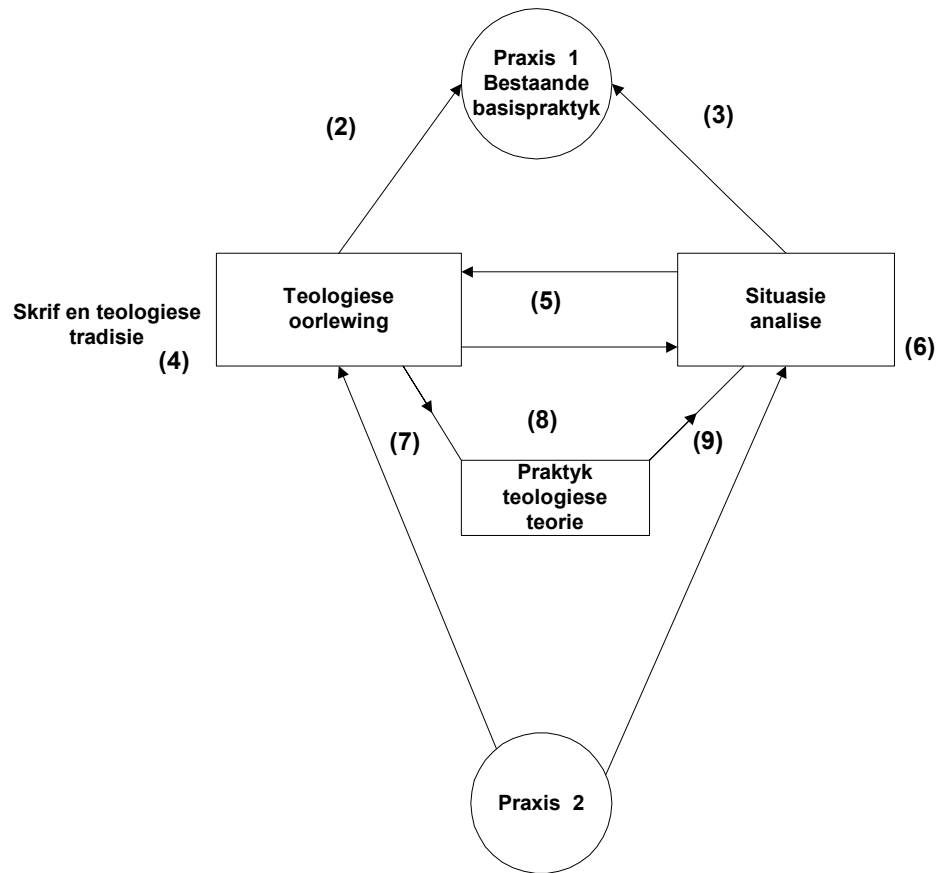 Praxis 1
Bestaande
basispraktyk
(2)
(3)
Teologiese
oorlewing
(5)
Situasie
analise
Skrif en teologiese
tradisie
(4)
(6)
(7)
(8)
(9)
Praktyk
teologiese
teorie
Praxis 2